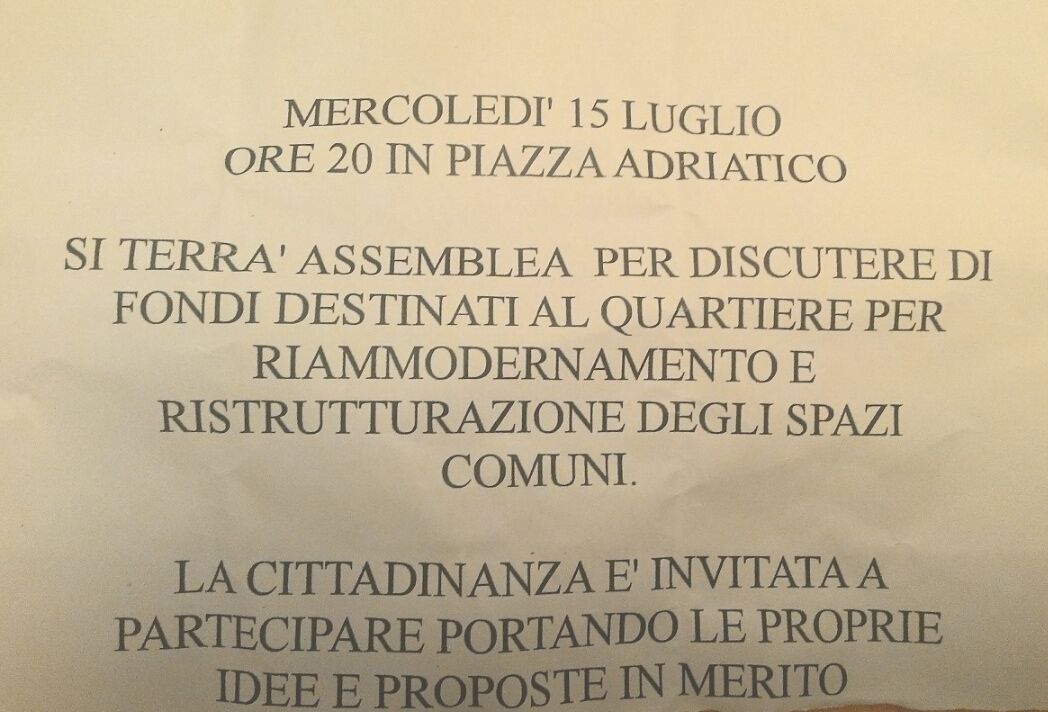 MERCOLEDI' 15 LUGLIO
ORE 20 IN PIAZZA ADRIATICO
SI TERRA' ASSEMBLEA PER DISCUTERE DI
FONDI DESTINATI AL QUARTIERE PER
RIAMMODERNAMENTO E
RISTRUTTURAZIONE DEGLI SPAZI
COMUNI.
LA CITTADINANZA E' INVITATA A
PARTECIPARE PORTANDO LE PROPRIE
IDEE E PROPOSTE IN MERITO